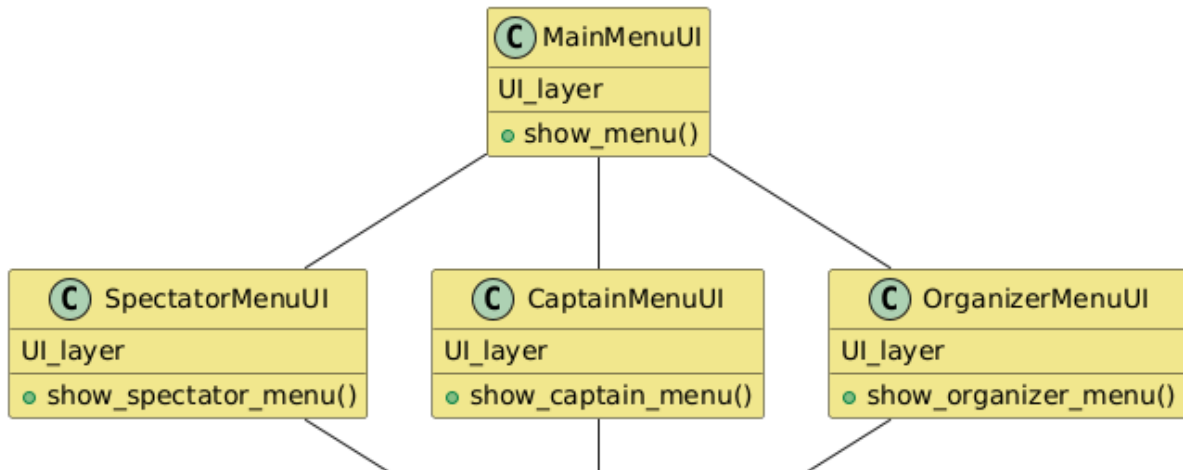 C MainMenuUI
UI_layer
show_menu()
C SpectatorMenuUI
UI_layer
show_spectator_menu()
C CaptainMenuUI
UI_layer
show_captain_menu()
C OrganizerMenuUI
UI_layer
show_organizer_menu()